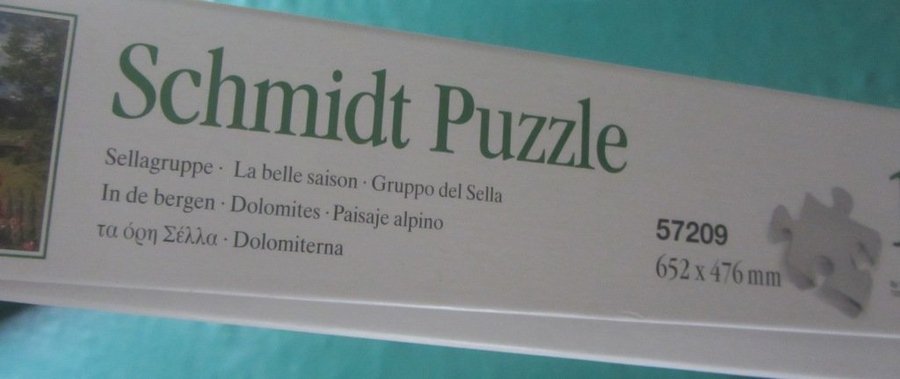 Schmidt Puzzle
Sellagruppe · La belle saison · Gruppo del Sella
In de bergen · Dolomites · Paisaje alpino
τα όρη Σέλλα · Dolomiterna
57209
652 x 476 mm